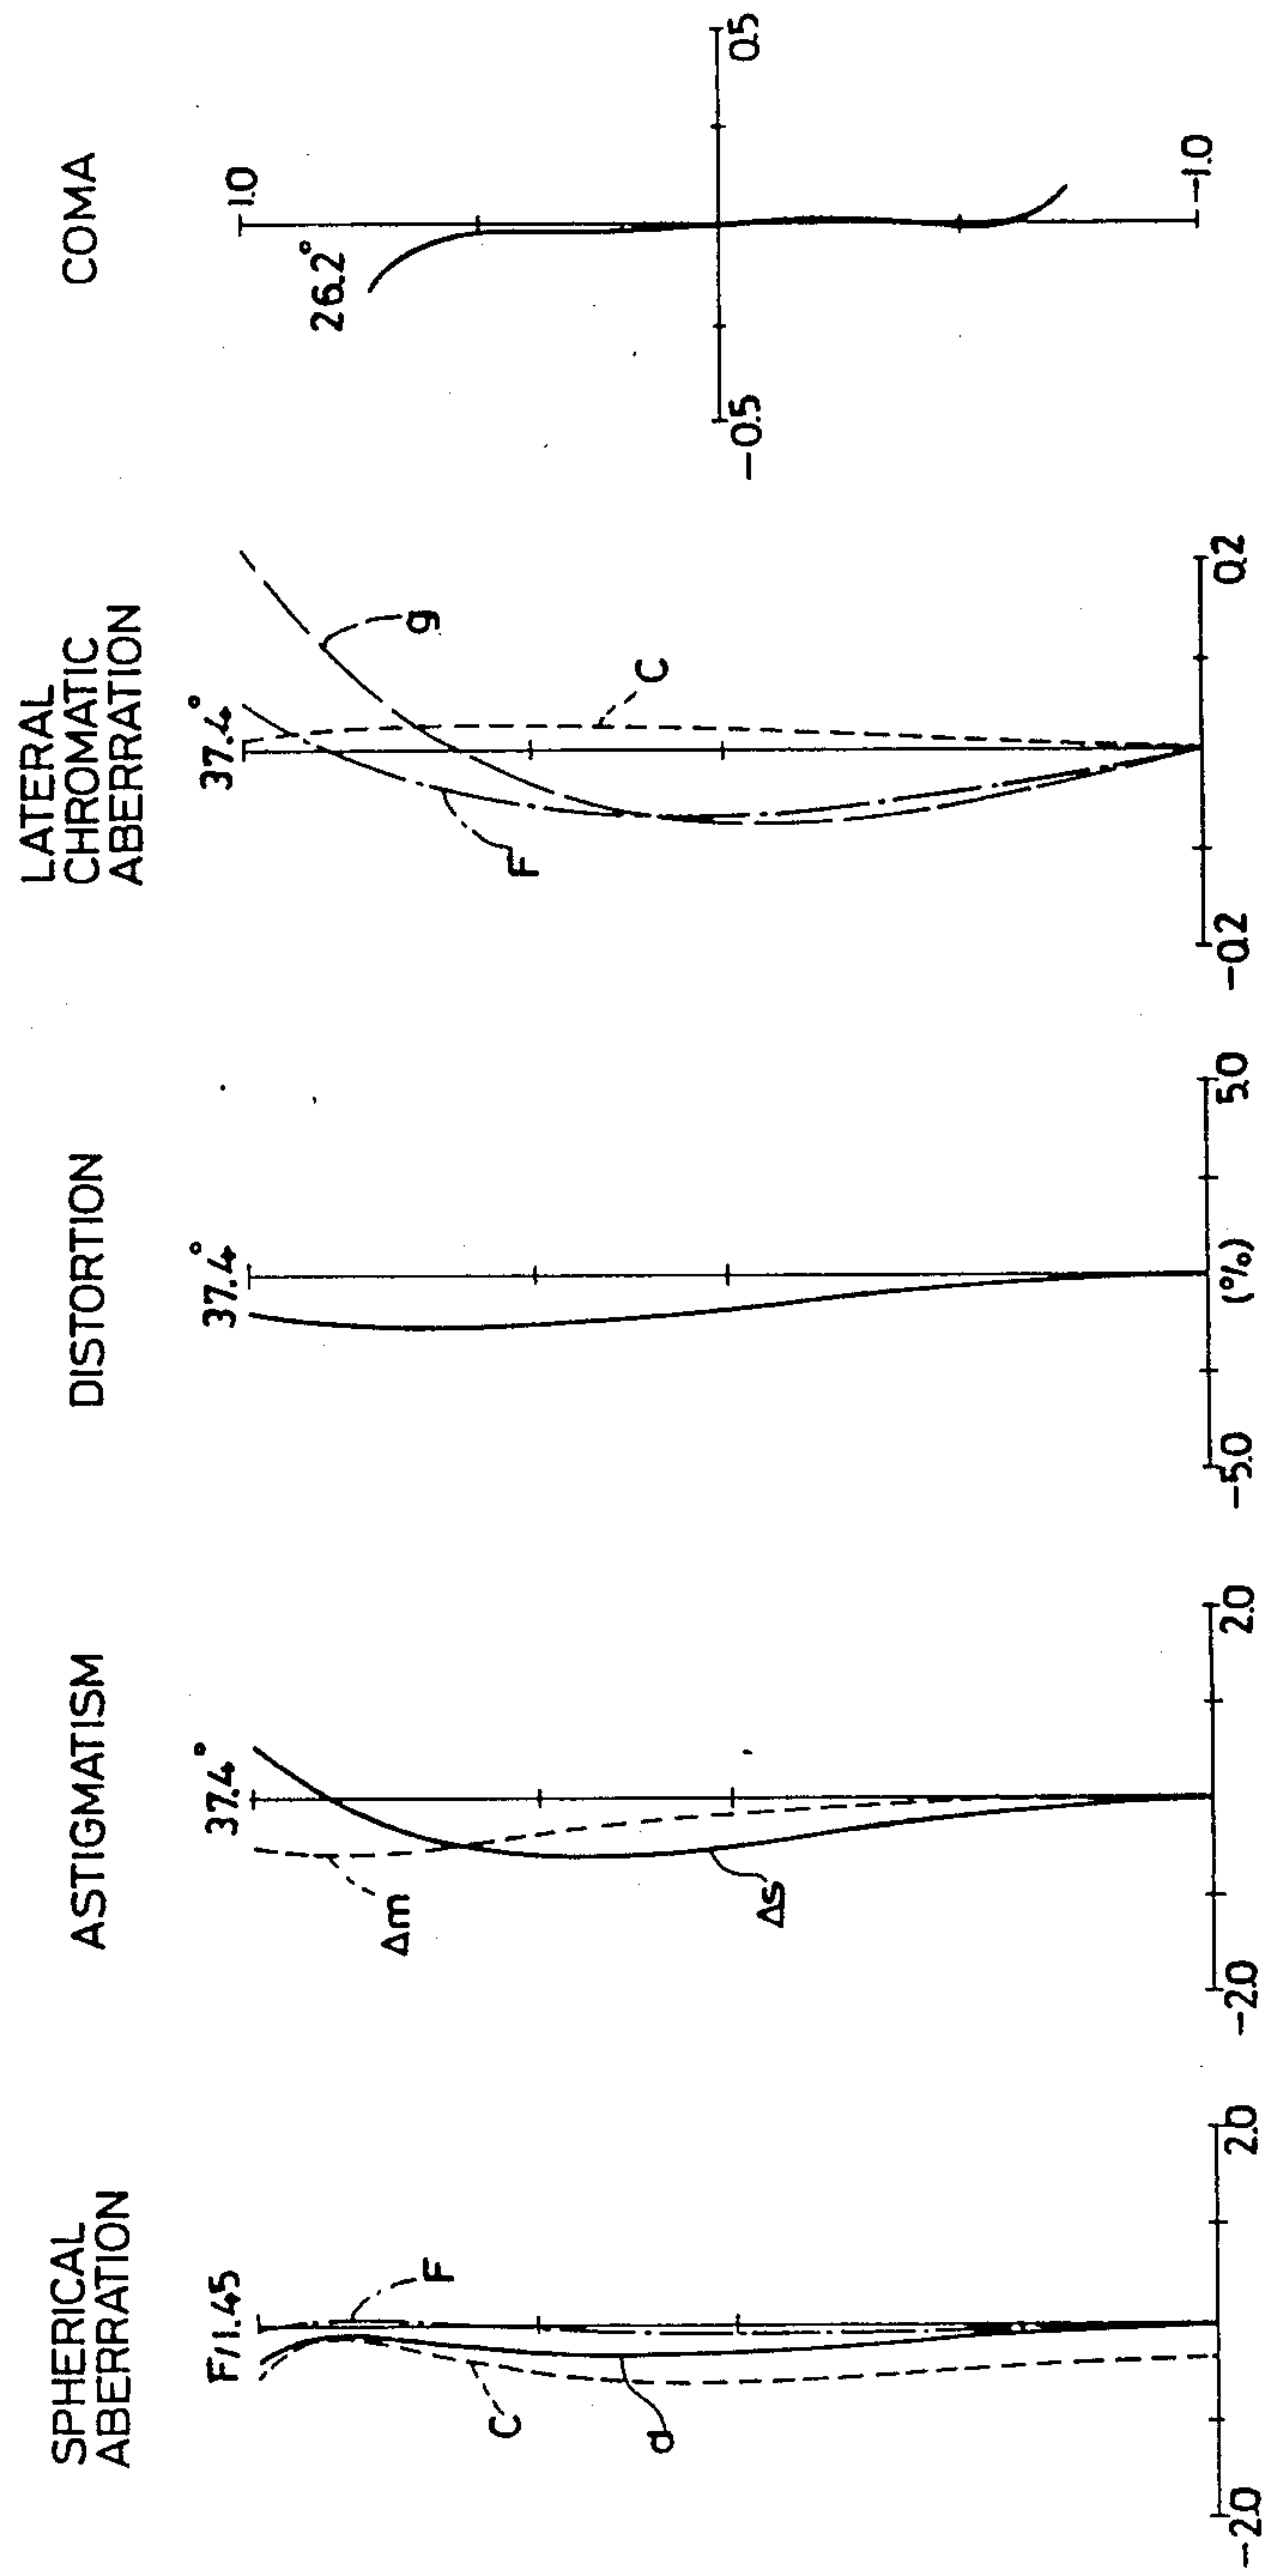 SPHERICAL
ABERRATION
F/1.45
F
C
d
-2.0
2.0
ASTIGMATISM
37.4°
Δm
Δs
-2.0
2.0
DISTORTION
37.4°
-5.0
(%)
5.0
LATERAL
CHROMATIC
ABERRATION
37.4°
g
C
F
-0.2
0.2
COMA
1.0
26.2°
-0.5
0.5
-1.0